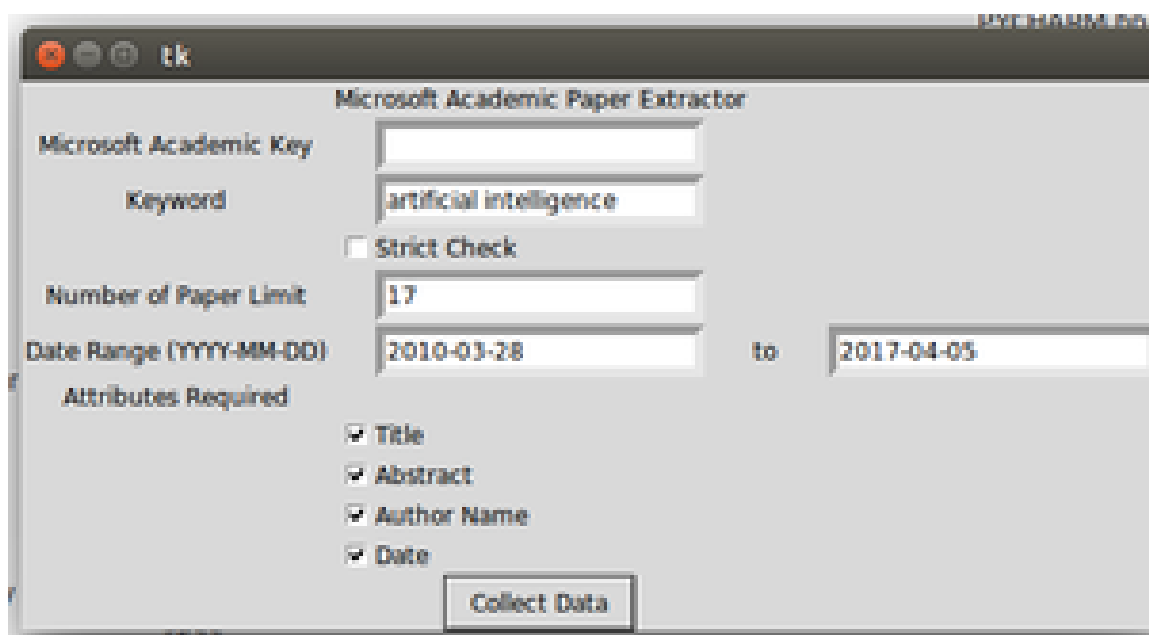 tk
Microsoft Academic Paper Extractor
Microsoft Academic Key
Keyword artificial intelligence
Strict Check
Number of Paper Limit 17
Date Range (YYYY-MM-DD) 2010-03-28 to 2017-04-05
Attributes Required
Title
Abstract
Author Name
Date
Collect Data